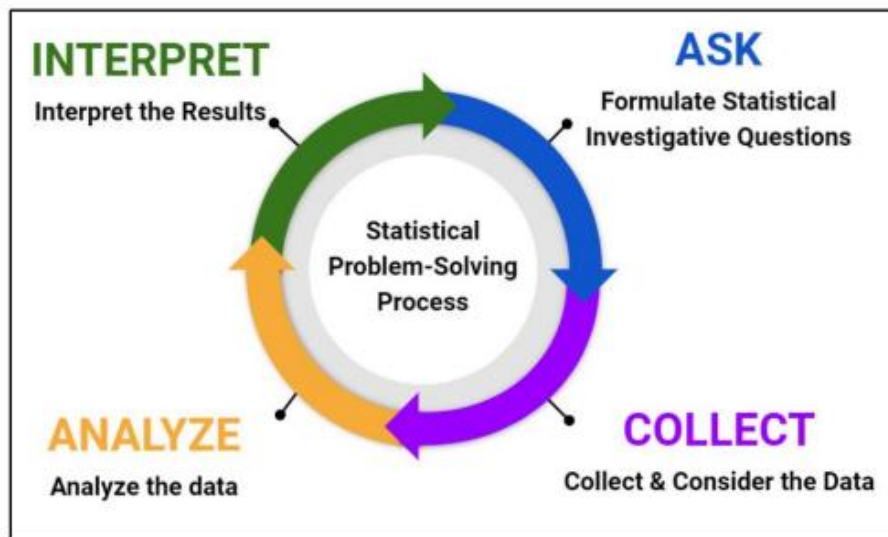 INTERPRET
Interpret the Results
ASK
Formulate Statistical
Investigative Questions
Statistical
Problem-Solving
Process
ANALYZE
Analyze the data
COLLECT
Collect & Consider the Data